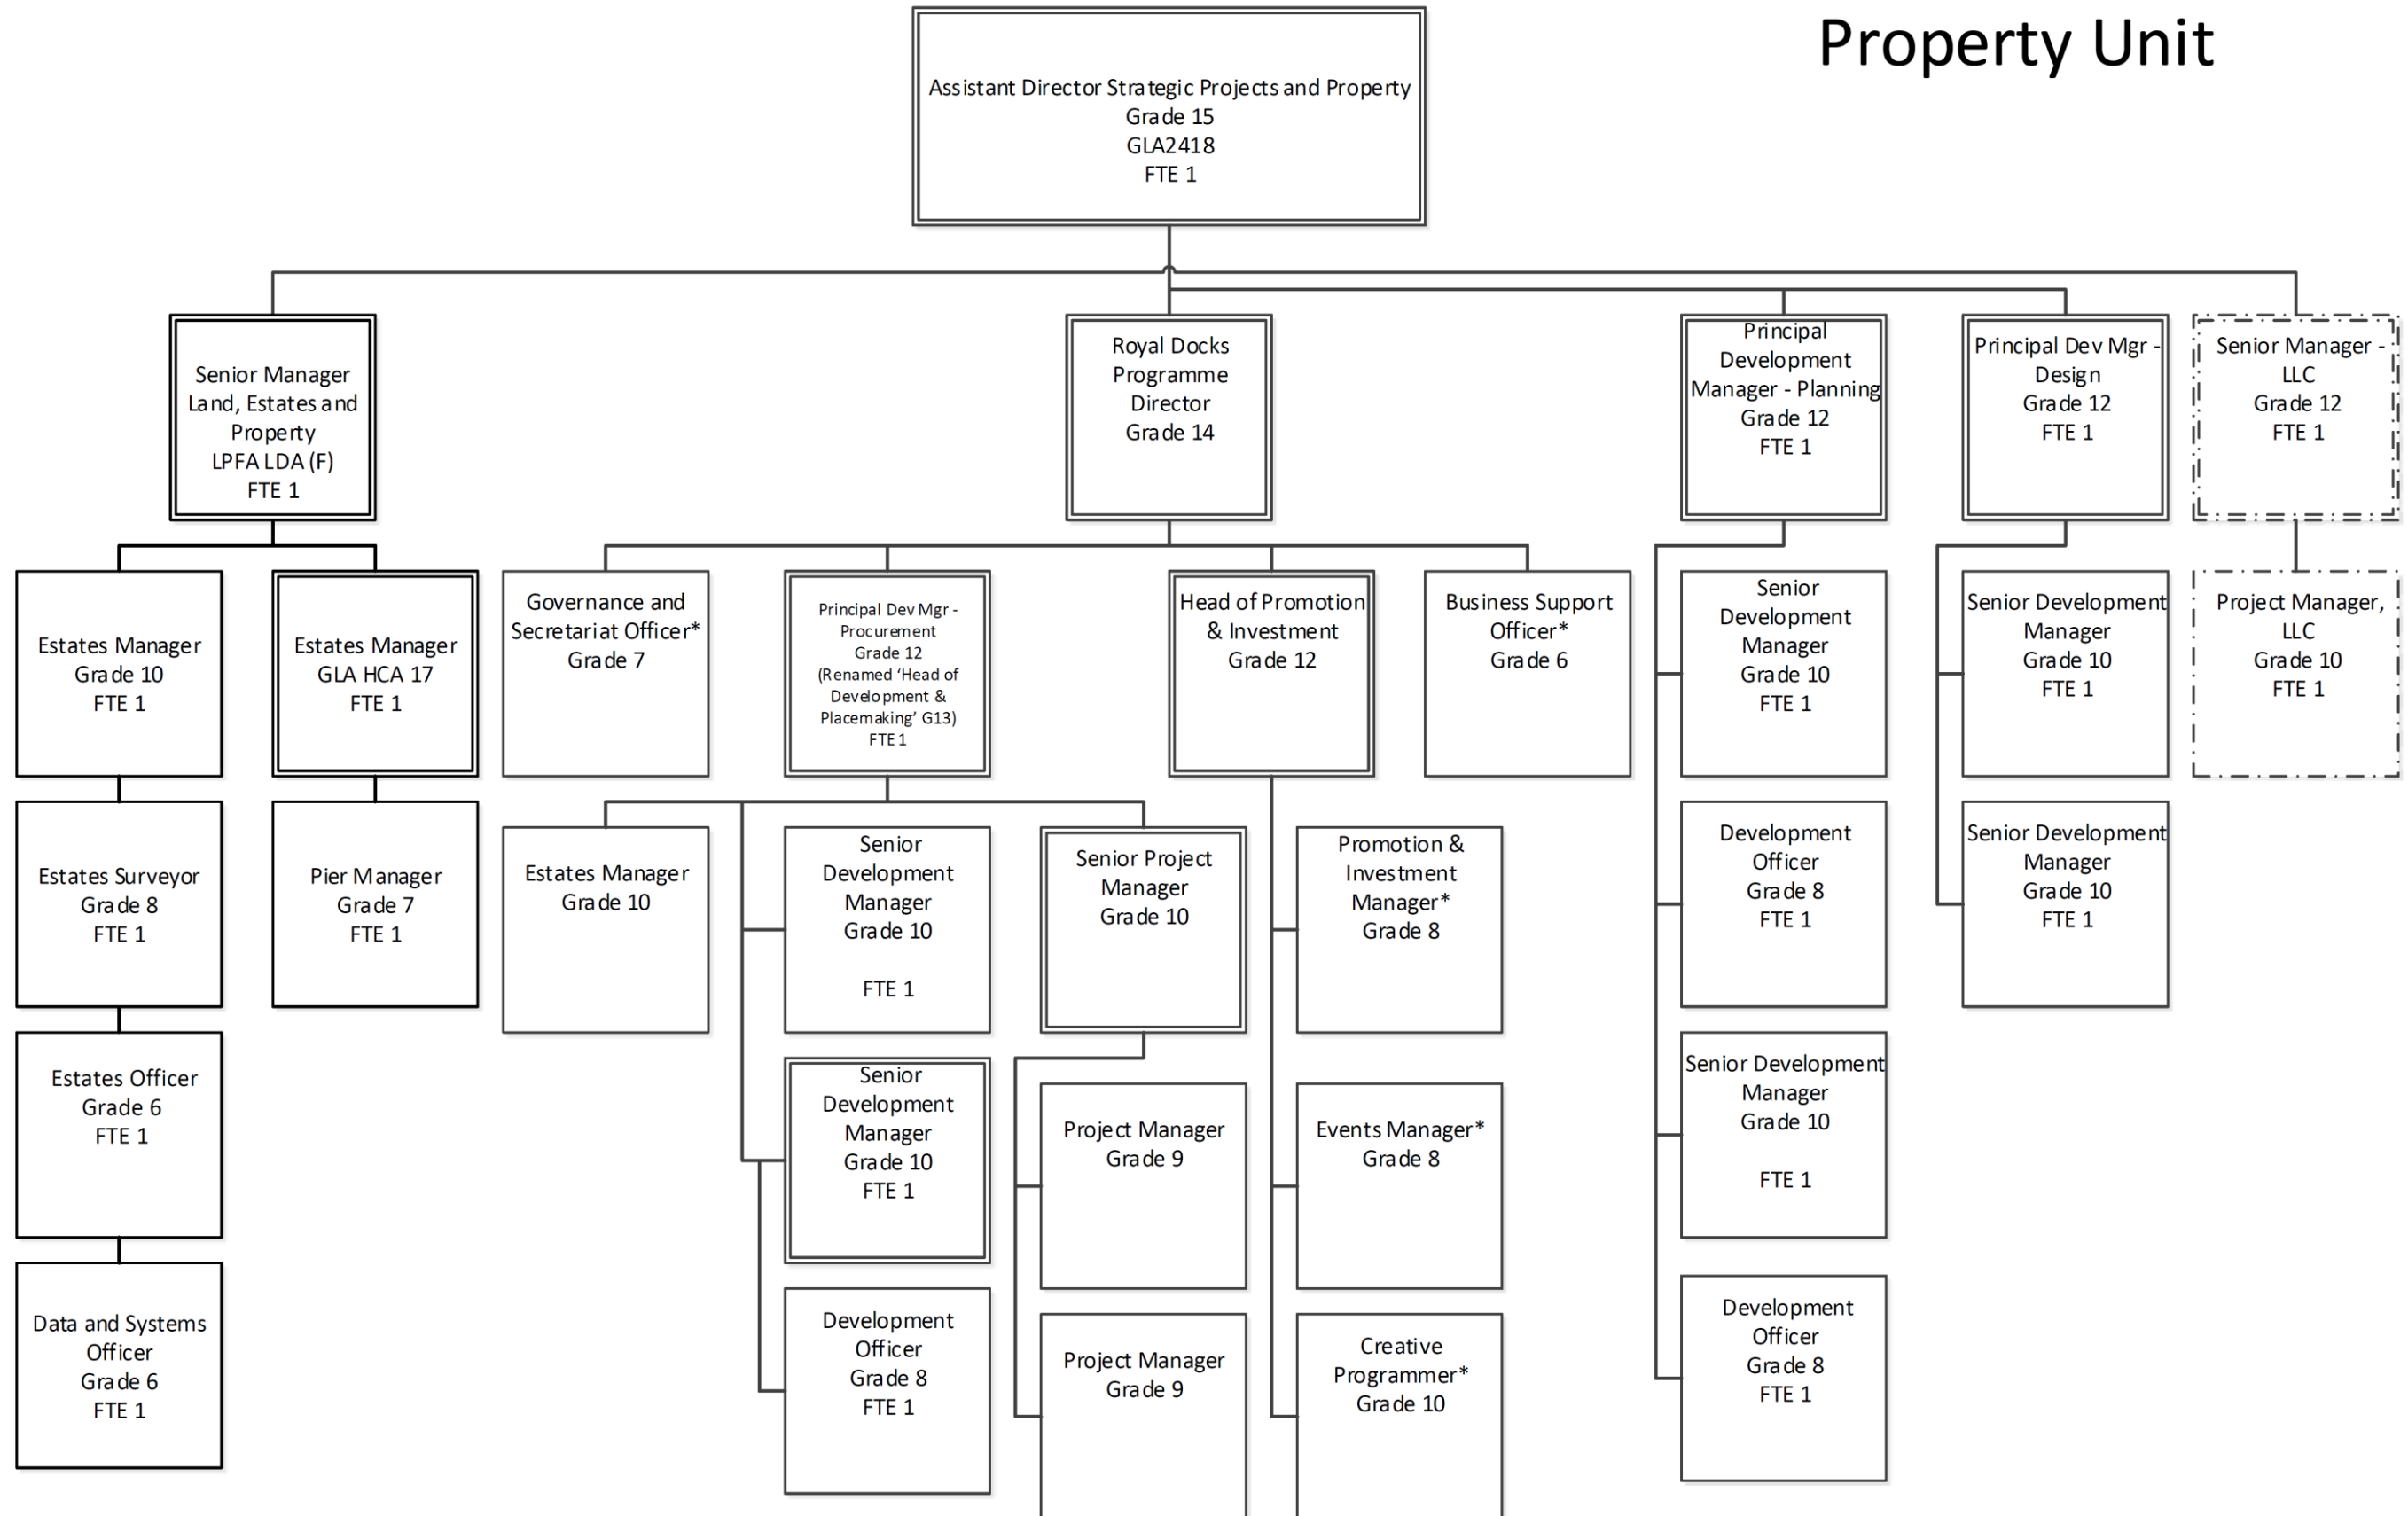 Property Unit
Assistant Director Strategic Projects and Property
Grade 15
GLA2418
FTE 1
Senior Manager
Land, Estates and
Property
LPFA LDA (F)
FTE 1
Royal Docks
Programme
Director
Grade 14
Principal
Development
Manager - Planning
Grade 12
FTE 1
Principal Dev Mgr -
Design
Grade 12
FTE 1
Senior Manager -
LLC
Grade 12
FTE 1
Estates Manager
Grade 10
FTE 1
Estates Manager
GLA HCA 17
FTE 1
Governance and
Secretariat Officer*
Grade 7
Principal Dev Mgr -
Procurement
Grade 12
(Renamed ‘Head of
Development &
Placemaking’ G13)
FTE 1
Head of Promotion
& Investment
Grade 12
Business Support
Officer*
Grade 6
Senior
Development
Manager
Grade 10
FTE 1
Senior Development
Manager
Grade 10
FTE 1
Project Manager,
LLC
Grade 10
FTE 1
Estates Surveyor
Grade 8
FTE 1
Pier Manager
Grade 7
FTE 1
Estates Manager
Grade 10
Senior
Development
Manager
Grade 10
FTE 1
Senior Project
Manager
Grade 10
Promotion &
Investment
Manager*
Grade 8
Development
Officer
Grade 8
FTE 1
Senior Development
Manager
Grade 10
FTE 1
Estates Officer
Grade 6
FTE 1
Senior
Development
Manager
Grade 10
FTE 1
Project Manager
Grade 9
Events Manager*
Grade 8
Senior Development
Manager
Grade 10
FTE 1
Data and Systems
Officer
Grade 6
FTE 1
Development
Officer
Grade 8
FTE 1
Project Manager
Grade 9
Creative
Programmer*
Grade 10
Development
Officer
Grade 8
FTE 1